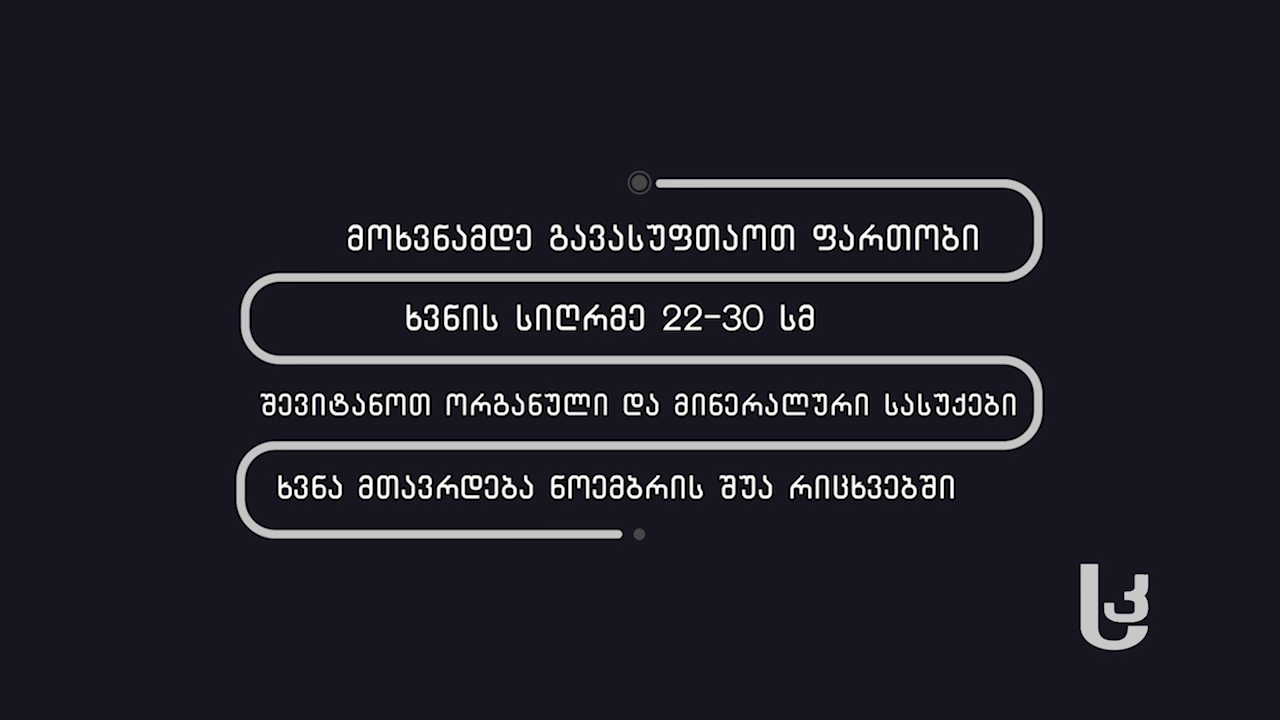 მოხვნამდე გავასუფთაოთ ფართობი
ხვნის სიღრმე 22-30 სმ
შევიტანოთ ორგანული და მინერალური სასუქები
ხვნა მთავრდება ნოემბრის შუა რიცხვებში